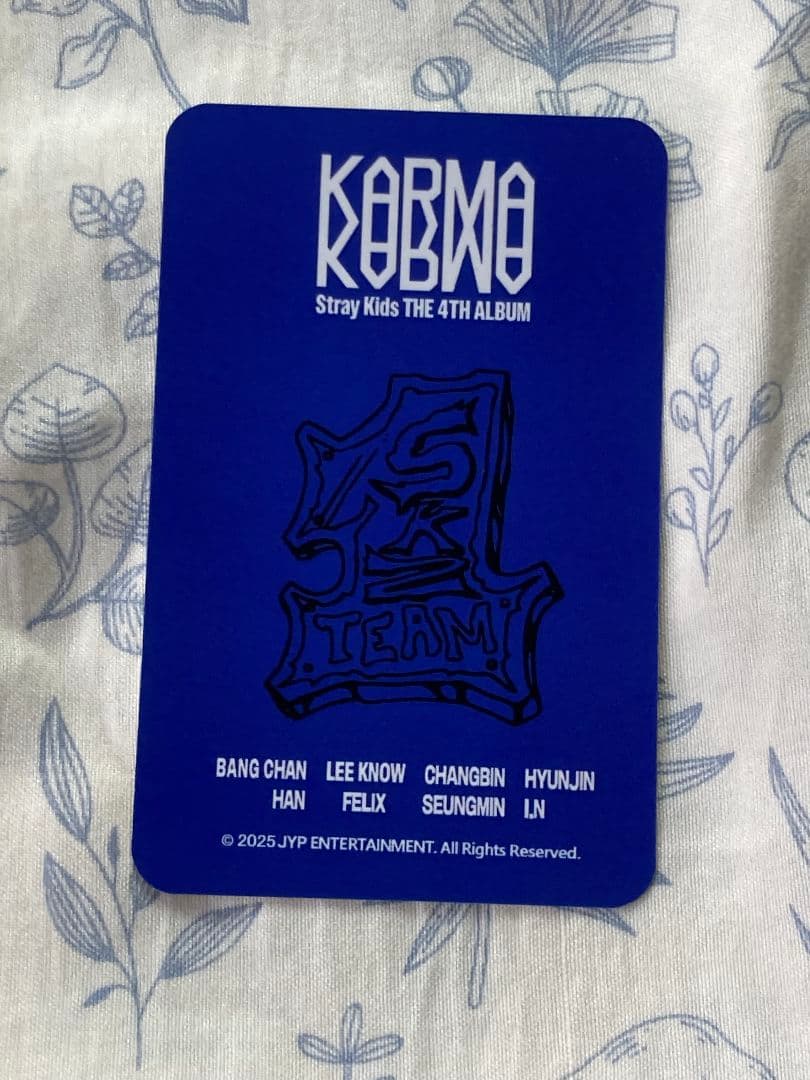 KARMA
Stray Kids THE 4TH ALBUM
SKZ
TEAM
BANG CHAN LEE KNOW CHANGBIN HYUNJIN
HAN FELIX SEUNGMIN I.N
© 2025 JYP ENTERTAINMENT. All Rights Reserved.